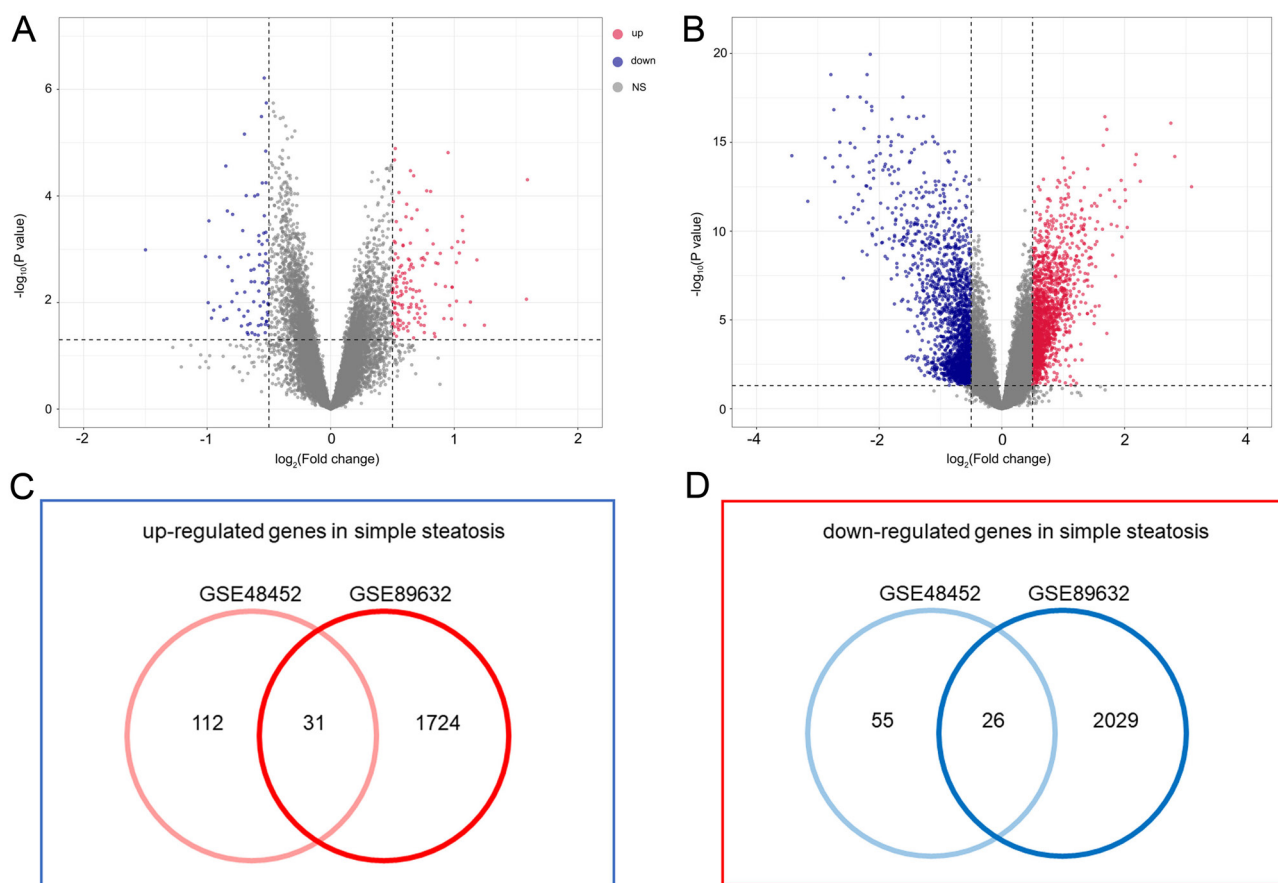 A
up
down
NS
6
4
2
0
-log10(P value)
-2
-1
0
1
2
log2(Fold change)
B
20
15
10
5
0
-log10(P value)
-4
-2
0
2
4
log2(Fold change)
C
up-regulated genes in simple steatosis
GSE48452
GSE89632
112
31
1724
D
down-regulated genes in simple steatosis
GSE48452
GSE89632
55
26
2029